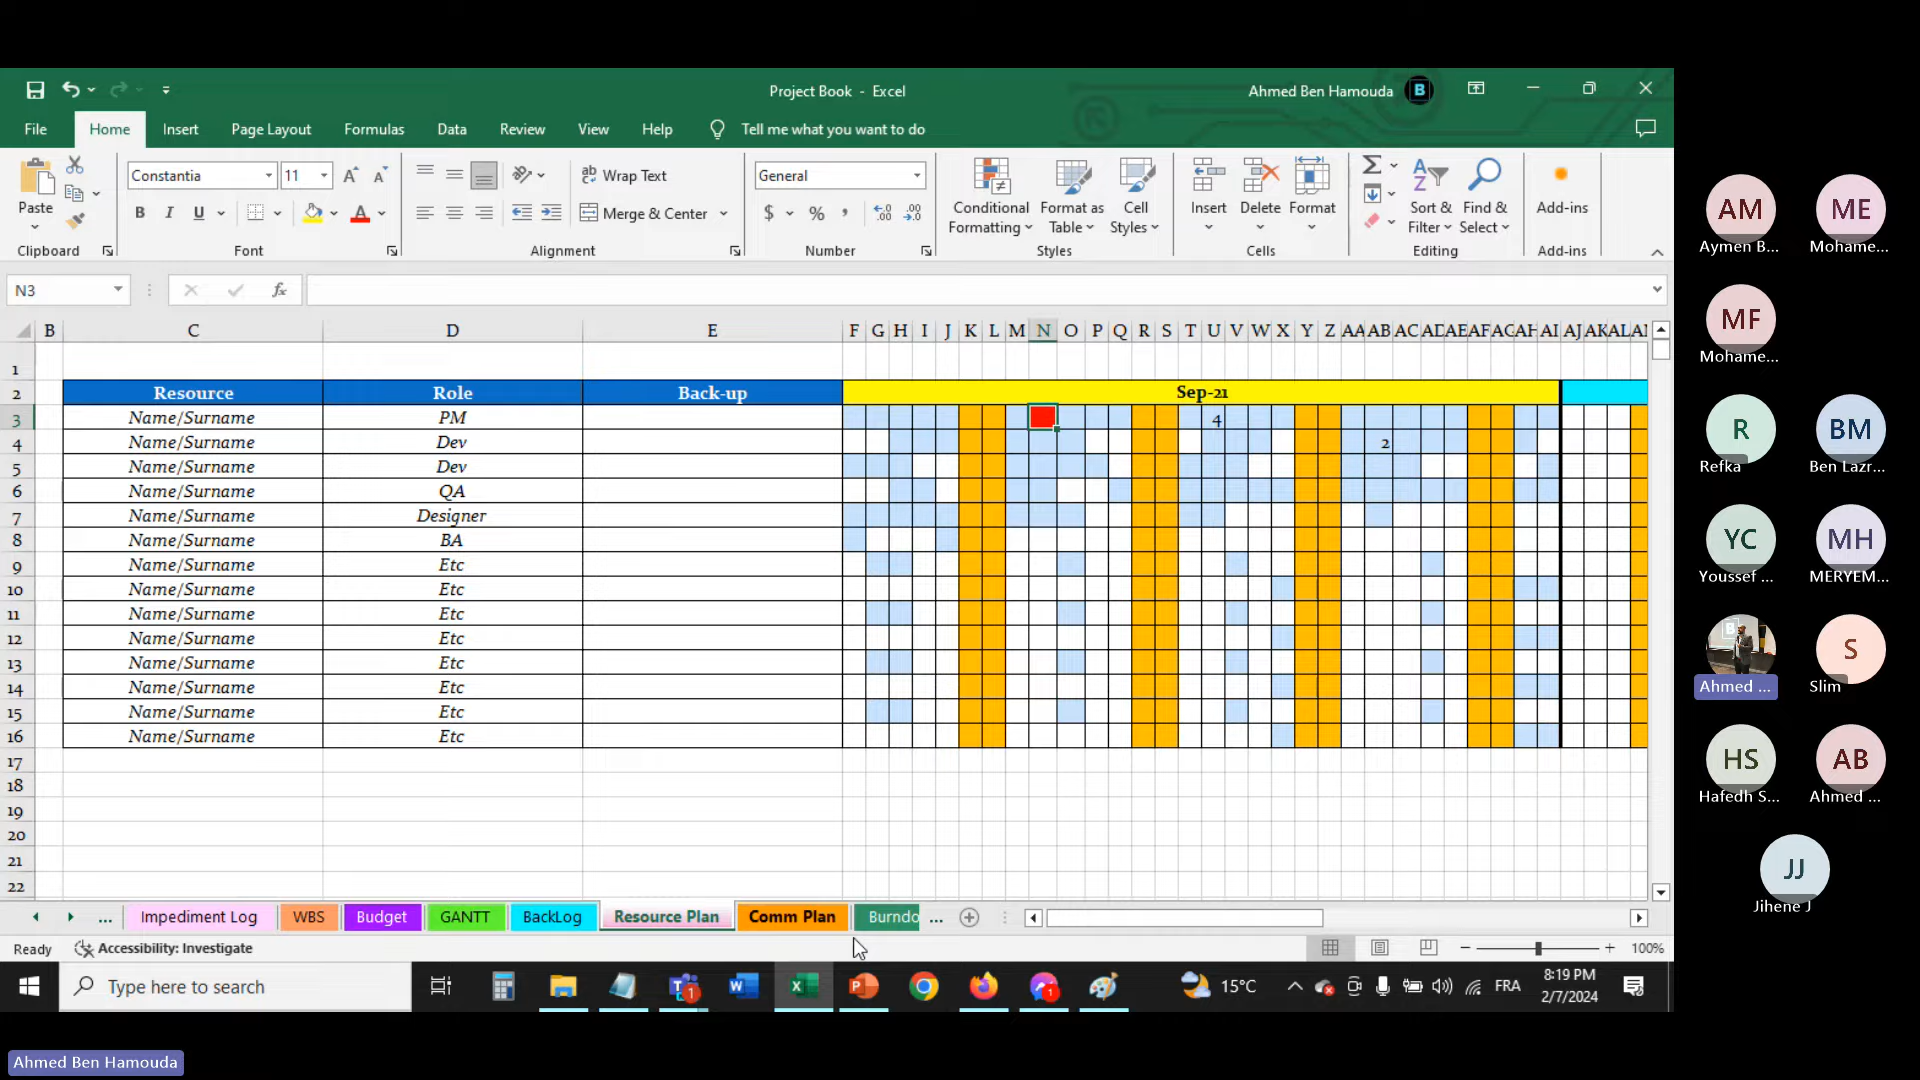 Project Book - Excel
Ahmed Ben Hamouda
B
File Home Insert Page Layout Formulas Data Review View Help Tell me what you want to do
Paste
Constantia 11
B I U
Wrap Text
Merge & Center
General
$ % ,
Conditional Formatting
Format as Table
Cell Styles
Insert
Delete
Format
Sort & Filter
Find & Select
Add-ins
Clipboard Font Alignment Number Styles Cells Editing Add-ins
N3 fx
B C D E F G H I J K L M N O P Q R S T U V W X Y Z AA AB AC AD AE AF AG AH AI AJ AK AL
1
2 Resource Role Back-up Sep-21
3 Name/Surname PM 4
4 Name/Surname Dev 2
5 Name/Surname Dev
6 Name/Surname QA
7 Name/Surname Designer
8 Name/Surname BA
9 Name/Surname Etc
10 Name/Surname Etc
11 Name/Surname Etc
12 Name/Surname Etc
13 Name/Surname Etc
14 Name/Surname Etc
15 Name/Surname Etc
16 Name/Surname Etc
17
18
19
20
21
22
... Impediment Log WBS Budget GANTT BackLog Resource Plan Comm Plan Burndo ...
Ready Accessibility: Investigate 100%
Type here to search
15°C FRA
8:19 PM
2/7/2024
AM
Aymen B...
ME
Mohame...
MF
Mohame...
R
Refka
BM
Ben Lazr...
YC
Youssef ...
MH
MERYEM...
Ahmed ...
S
Slim
HS
Hafedh S...
AB
Ahmed ...
JJ
Jihene J
Ahmed Ben Hamouda